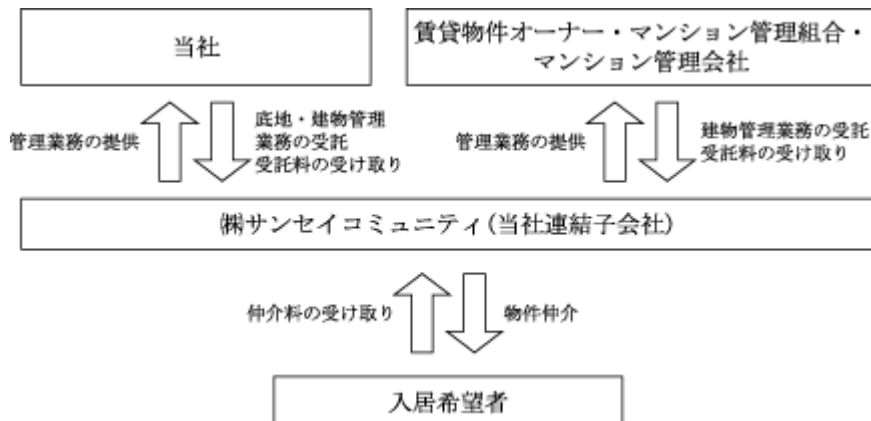 当社
賃貸物件オーナー・マンション管理組合・
マンション管理会社
管理業務の提供
底地・建物管理
業務の受託
受託料の受け取り
管理業務の提供
建物管理業務の受託
受託料の受け取り
㈱サンセイコミュニティ(当社連結子会社)
仲介料の受け取り
物件仲介
入居希望者